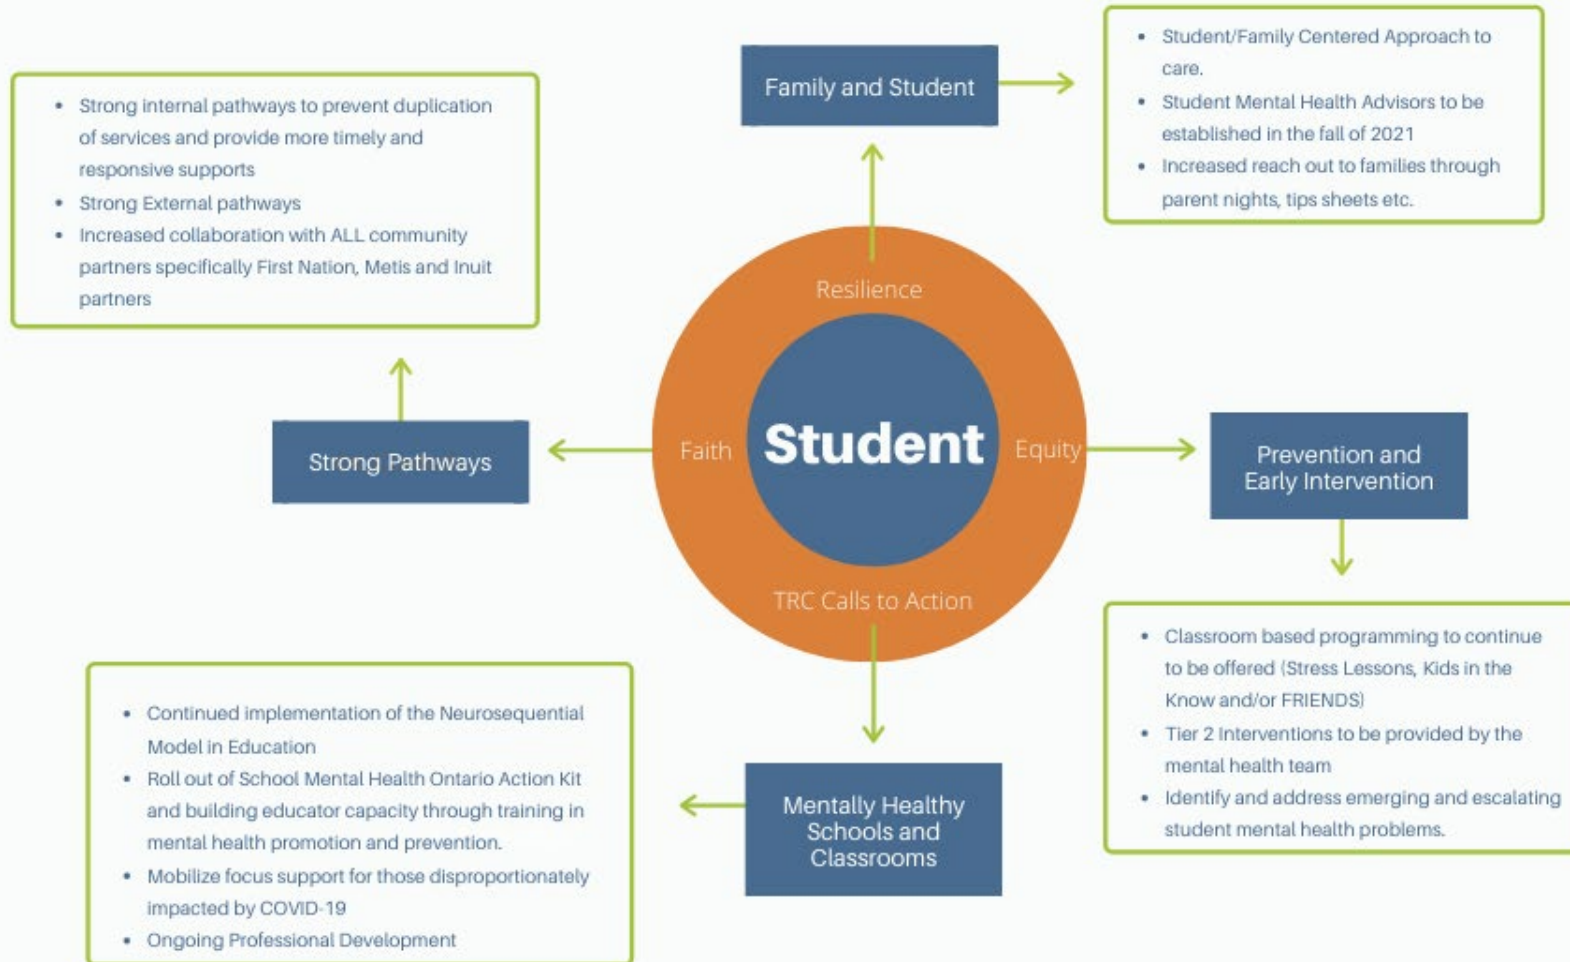 Family and Student
• Student/Family Centered Approach to
care.
• Student Mental Health Advisors to be
established in the fall of 2021
• Increased reach out to families through
parent nights, tips sheets etc.
• Strong internal pathways to prevent duplication
of services and provide more timely and
responsive supports
• Strong External pathways
• Increased collaboration with ALL community
partners specifically First Nation, Metis and Inuit
partners
Strong Pathways
Resilience
Faith
Student
Equity
TRC Calls to Action
Prevention and
Early Intervention
• Classroom based programming to continue
to be offered (Stress Lessons, Kids in the
Know and/or FRIENDS)
• Tier 2 Interventions to be provided by the
mental health team
• Identify and address emerging and escalating
student mental health problems.
Mentally Healthy
Schools and
Classrooms
• Continued implementation of the Neurosequential
Model in Education
• Roll out of School Mental Health Ontario Action Kit
and building educator capacity through training in
mental health promotion and prevention.
• Mobilize focus support for those disproportionately
impacted by COVID-19
• Ongoing Professional Development